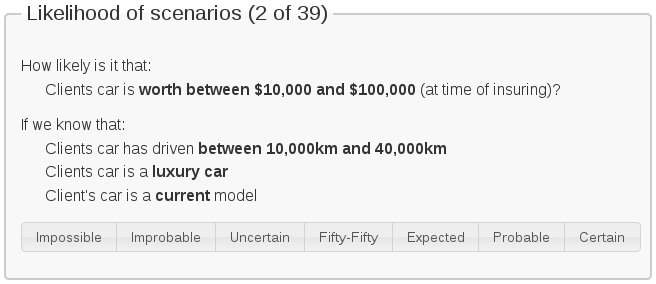 Likelihood of scenarios (2 of 39)
How likely is it that:
Clients car is worth between $10,000 and $100,000 (at time of insuring)?
If we know that:
Clients car has driven between 10,000km and 40,000km
Clients car is a luxury car
Client's car is a current model
Impossible Improbable Uncertain Fifty-Fifty Expected Probable Certain